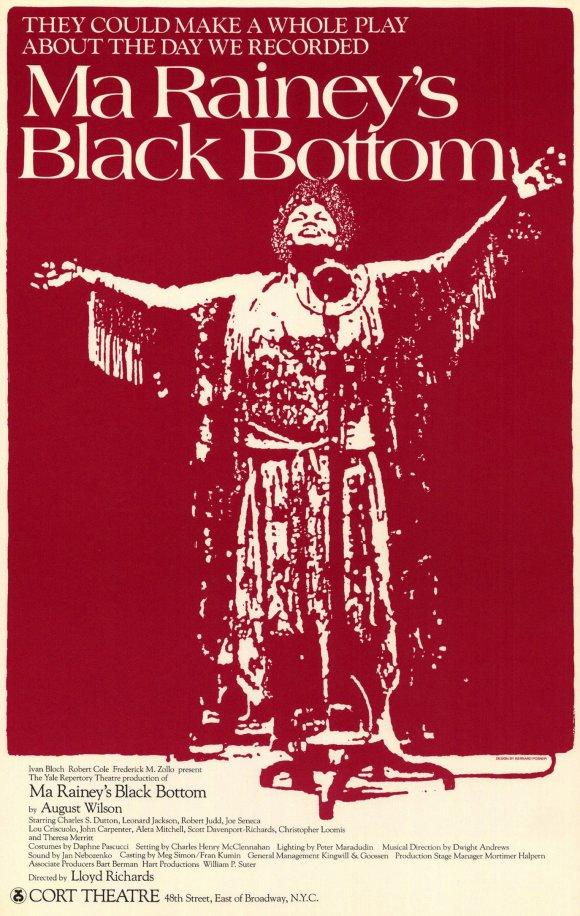 THEY COULD MAKE A WHOLE PLAY
ABOUT THE DAY WE RECORDED
Ma Rainey's
Black Bottom
DESIGN BY BERNARD POSNER
Ivan Bloch Robert Cole Frederick M. Zollo present
The Yale Repertory Theatre production of
Ma Rainey's Black Bottom
by August Wilson
Starring Charles S. Dutton, Leonard Jackson, Robert Judd, Joe Seneca
Lou Criscuolo, John Carpenter, Aleta Mitchell, Scott Davenport-Richards, Christopher Loomis
and Theresa Merritt
Costumes by Daphne Pascucci Setting by Charles Henry McClennahan Lighting by Peter Maradudin Musical Direction by Dwight Andrews
Sound by Jan Nebozenko Casting by Meg Simon/Fran Kumin General Management Kingwill & Goossen Production Stage Manager Mortimer Halpern
Associate Producers Bart Berman Hart Productions William P. Suter
Directed by Lloyd Richards
CORT THEATRE 48th Street, East of Broadway, N.Y.C.